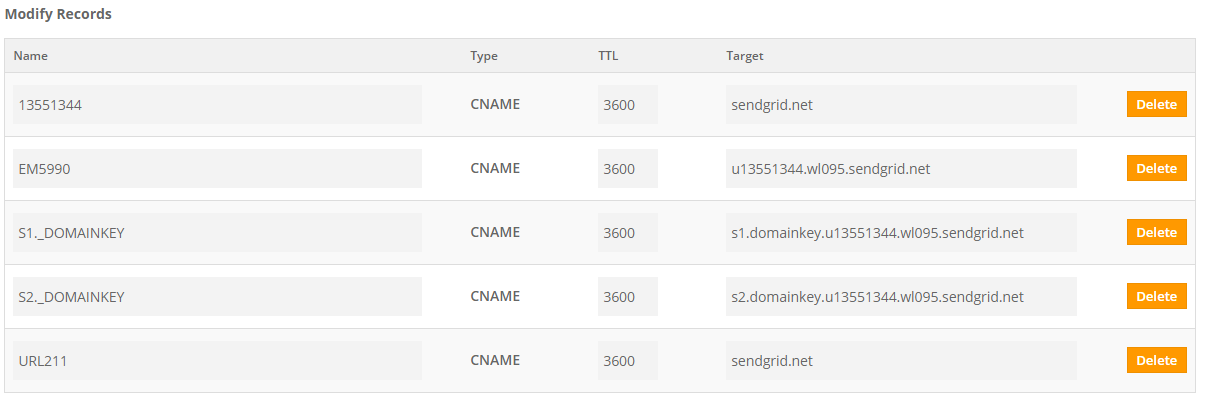 Modify Records
Name Type TTL Target
13551344 CNAME 3600 sendgrid.net Delete
EM5990 CNAME 3600 u13551344.wl095.sendgrid.net Delete
S1._DOMAINKEY CNAME 3600 s1.domainkey.u13551344.wl095.sendgrid.net Delete
S2._DOMAINKEY CNAME 3600 s2.domainkey.u13551344.wl095.sendgrid.net Delete
URL211 CNAME 3600 sendgrid.net Delete